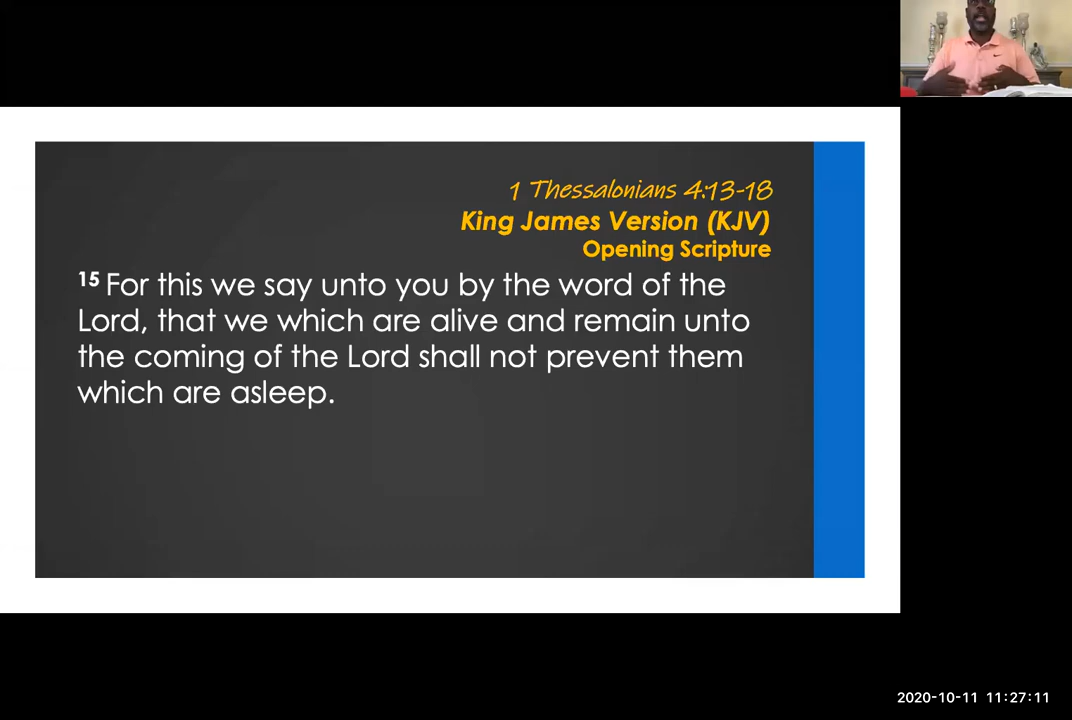 1 Thessalonians 4:13-18
King James Version (KJV)
Opening Scripture
15 For this we say unto you by the word of the
Lord, that we which are alive and remain unto
the coming of the Lord shall not prevent them
which are asleep.
2020-10-11 11:27:11